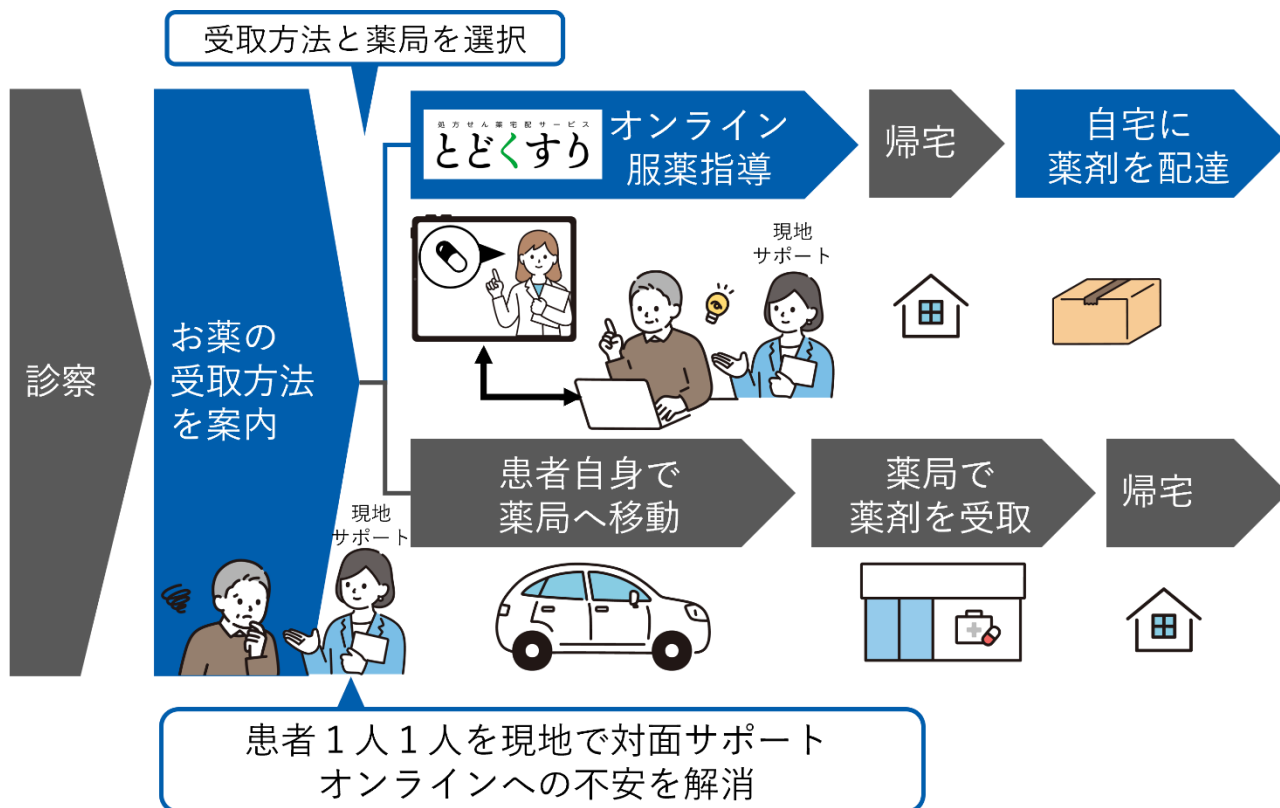 受取方法と薬局を選択
診察
お薬の
受取方法
を案内
現地
サポート
処方せん薬宅配サービス
とどくすり
オンライン
服薬指導
帰宅
自宅に
薬剤を配達
現地
サポート
患者自身で
薬局へ移動
薬局で
薬剤を受取
帰宅
患者１人１人を現地で対面サポート
オンラインへの不安を解消